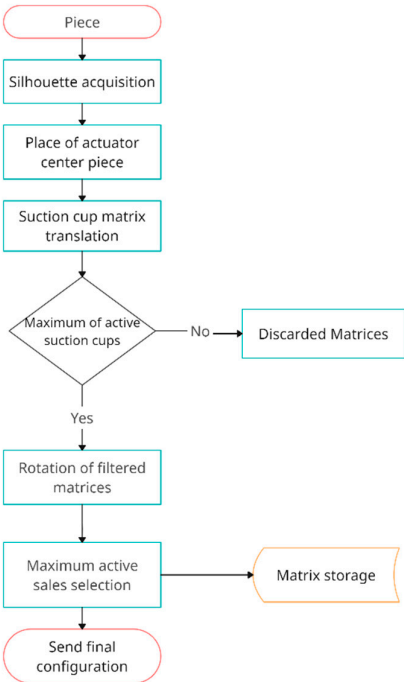 Piece
Silhouette acquisition
Place of actuator
center piece
Suction cup matrix
translation
Maximum of active
suction cups
No
Discarded Matrices
Yes
Rotation of filtered
matrices
Maximum active
sales selection
Matrix storage
Send final
configuration